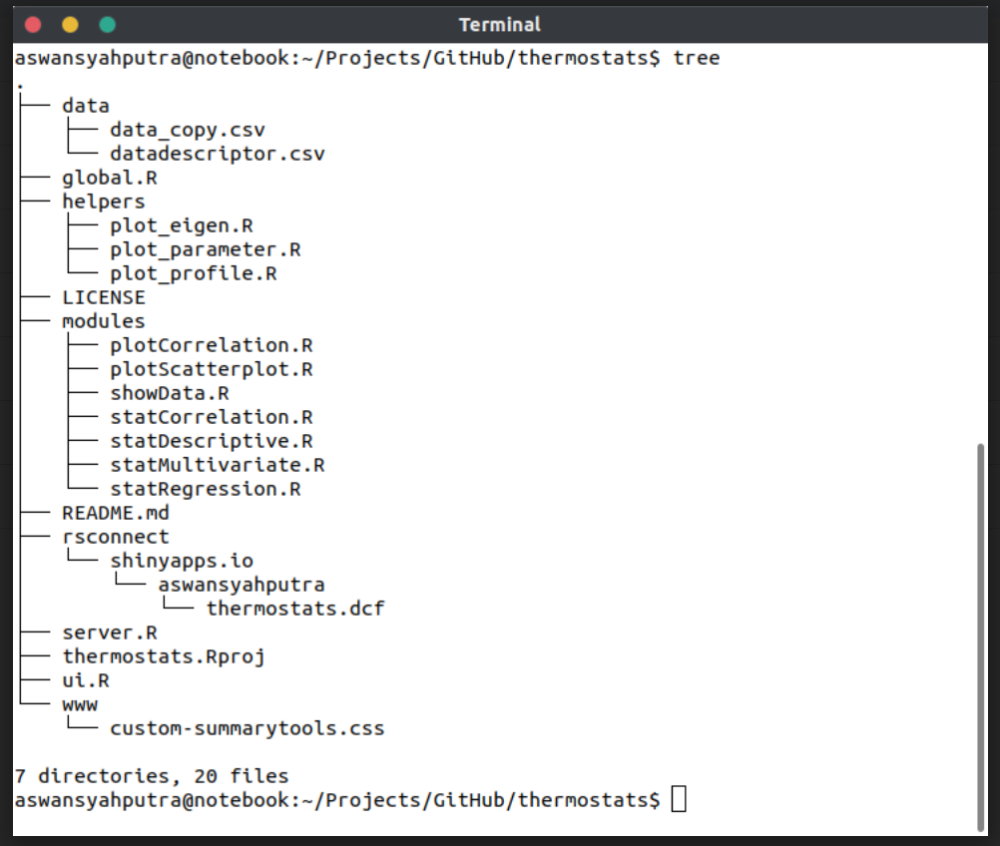 Terminal
aswansyahputra@notebook:~/Projects/GitHub/thermostats$ tree
.
├── data
│   ├── data_copy.csv
│   └── datadescriptor.csv
├── global.R
├── helpers
│   ├── plot_eigen.R
│   ├── plot_parameter.R
│   └── plot_profile.R
├── LICENSE
├── modules
│   ├── plotCorrelation.R
│   ├── plotScatterplot.R
│   ├── showData.R
│   ├── statCorrelation.R
│   ├── statDescriptive.R
│   ├── statMultivariate.R
│   └── statRegression.R
├── README.md
├── rsconnect
│   └── shinyapps.io
│       └── aswansyahputra
│           └── thermostats.dcf
├── server.R
├── thermostats.Rproj
├── ui.R
└── www
    └── custom-summarytools.css
7 directories, 20 files
aswansyahputra@notebook:~/Projects/GitHub/thermostats$